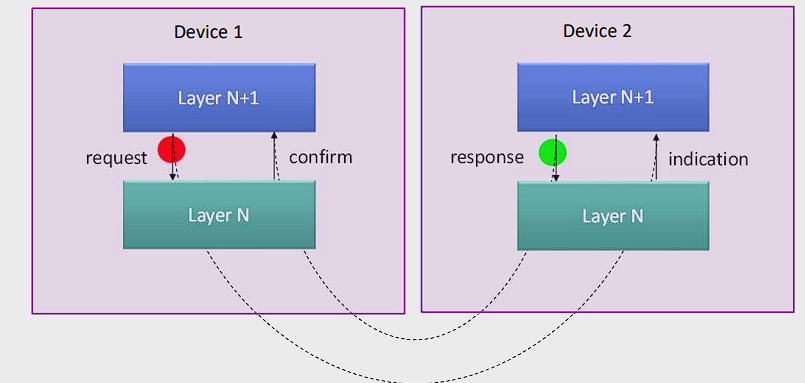 Device 1
Layer N+1
request
confirm
Layer N
Device 2
Layer N+1
response
indication
Layer N